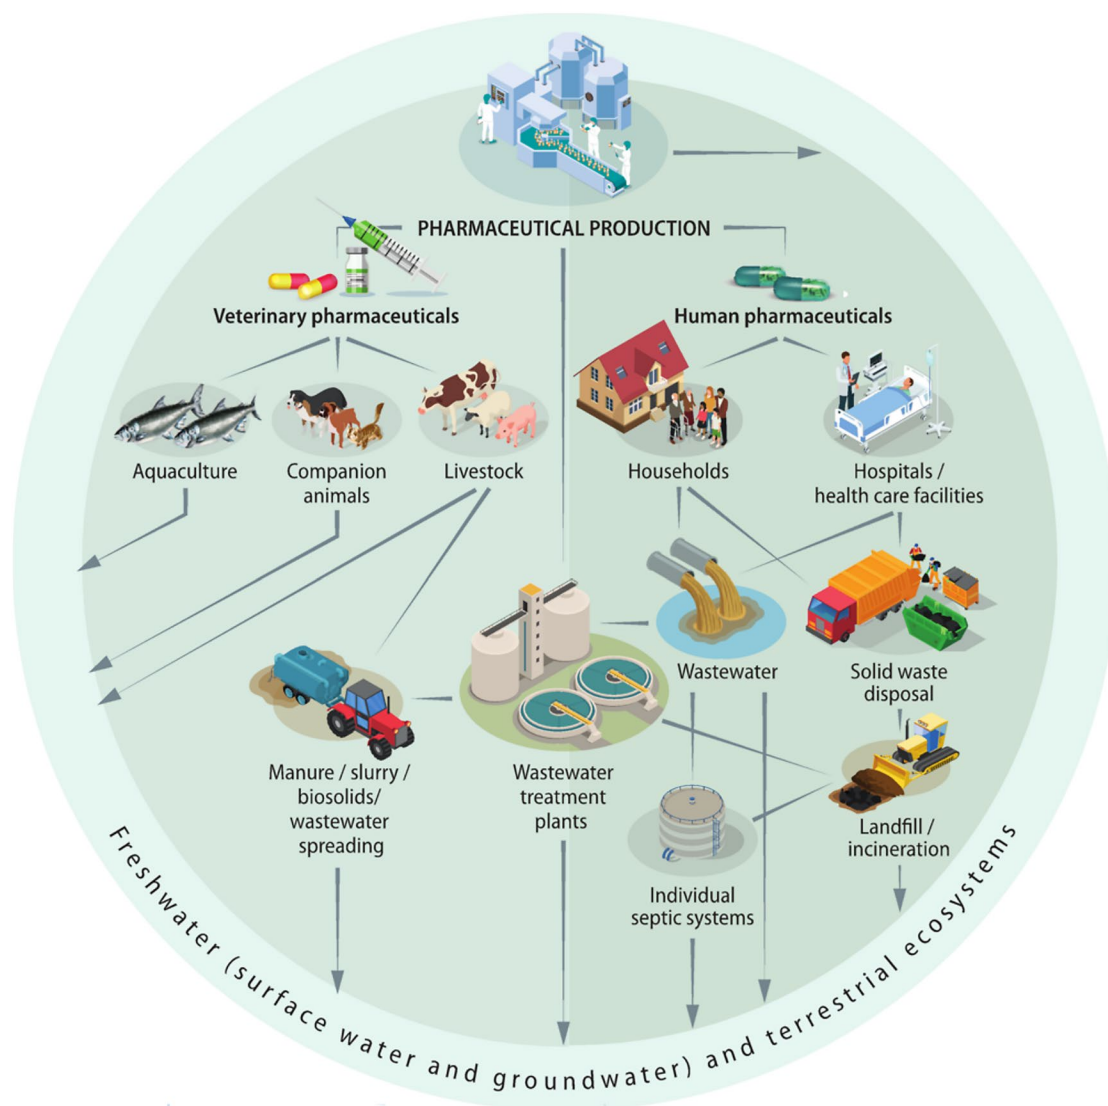 PHARMACEUTICAL PRODUCTION
Veterinary pharmaceuticals
Human pharmaceuticals
Aquaculture
Companion
animals
Livestock
Households
Hospitals /
health care facilities
Wastewater
Solid waste
disposal
Manure / slurry /
biosolids/
wastewater
spreading
Wastewater
treatment
plants
Individual
septic systems
Landfill /
incineration
Freshwater (surface water and groundwater) and terrestrial ecosystems